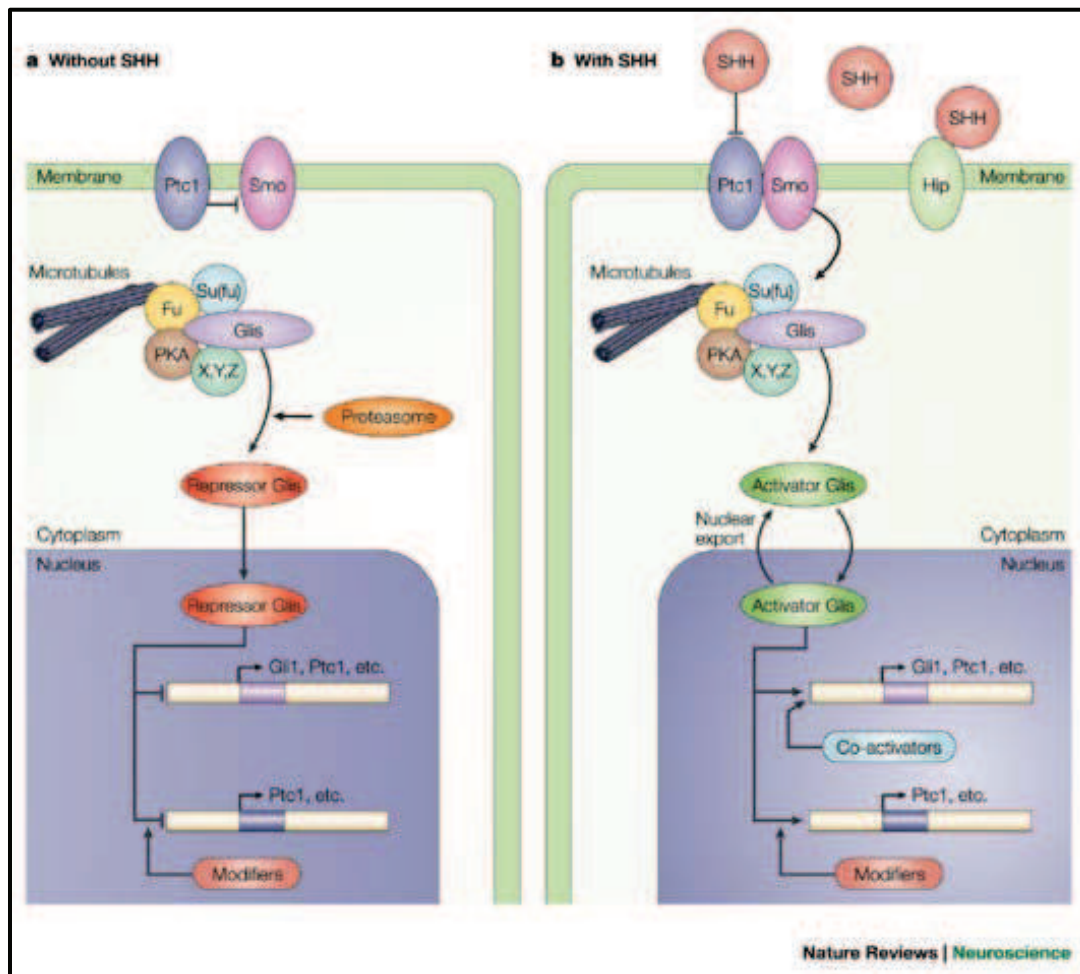 a Without SHH
Membrane
Ptc1
Smo
Microtubules
Su(fu)
Fu
Glis
PKA
X,Y,Z
Proteasome
Repressor Glis
Cytoplasm
Nucleus
Repressor Glis
Gli1, Ptc1, etc.
Ptc1, etc.
Modifiers
b With SHH
SHH
SHH
SHH
Ptc1
Smo
Hip
Membrane
Microtubules
Su(fu)
Fu
Glis
PKA
X,Y,Z
Activator Glis
Nuclear
export
Cytoplasm
Nucleus
Activator Glis
Gli1, Ptc1, etc.
Co-activators
Ptc1, etc.
Modifiers
Nature Reviews | Neuroscience